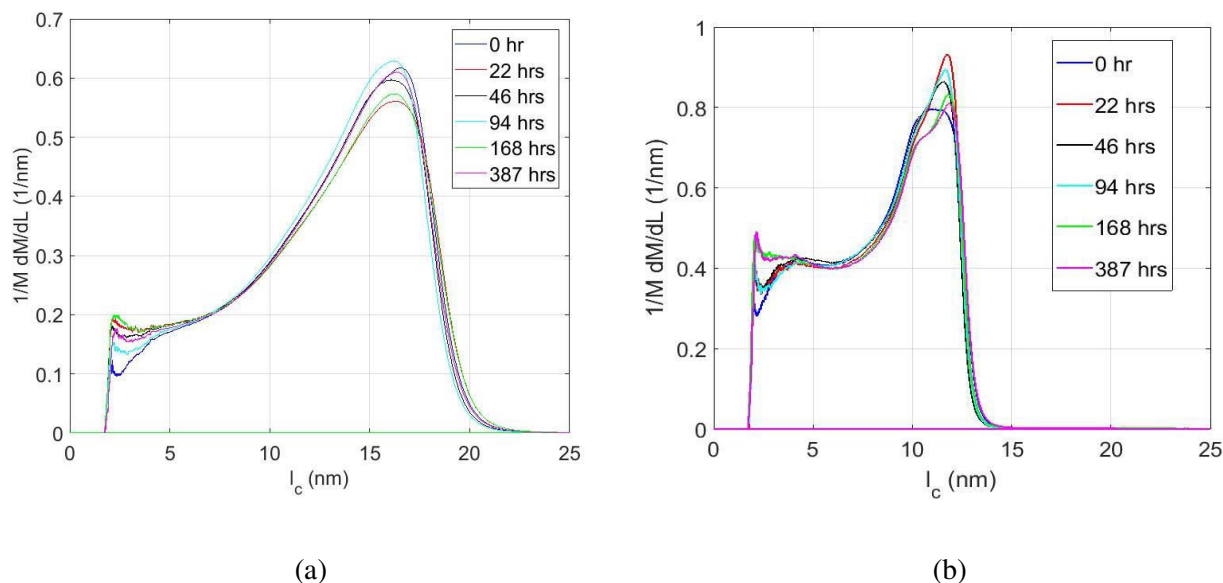 0.7
0.6
0.5
0.4
0.3
0.2
0.1
0
0 5 10 15 20 25
l_c (nm)
1/M dM/dL (1/nm)
0 hr
22 hrs
46 hrs
94 hrs
168 hrs
387 hrs
(a)
1
0.8
0.6
0.4
0.2
0
0 5 10 15 20 25
l_c (nm)
1/M dM/dL (1/nm)
0 hr
22 hrs
46 hrs
94 hrs
168 hrs
387 hrs
(b)